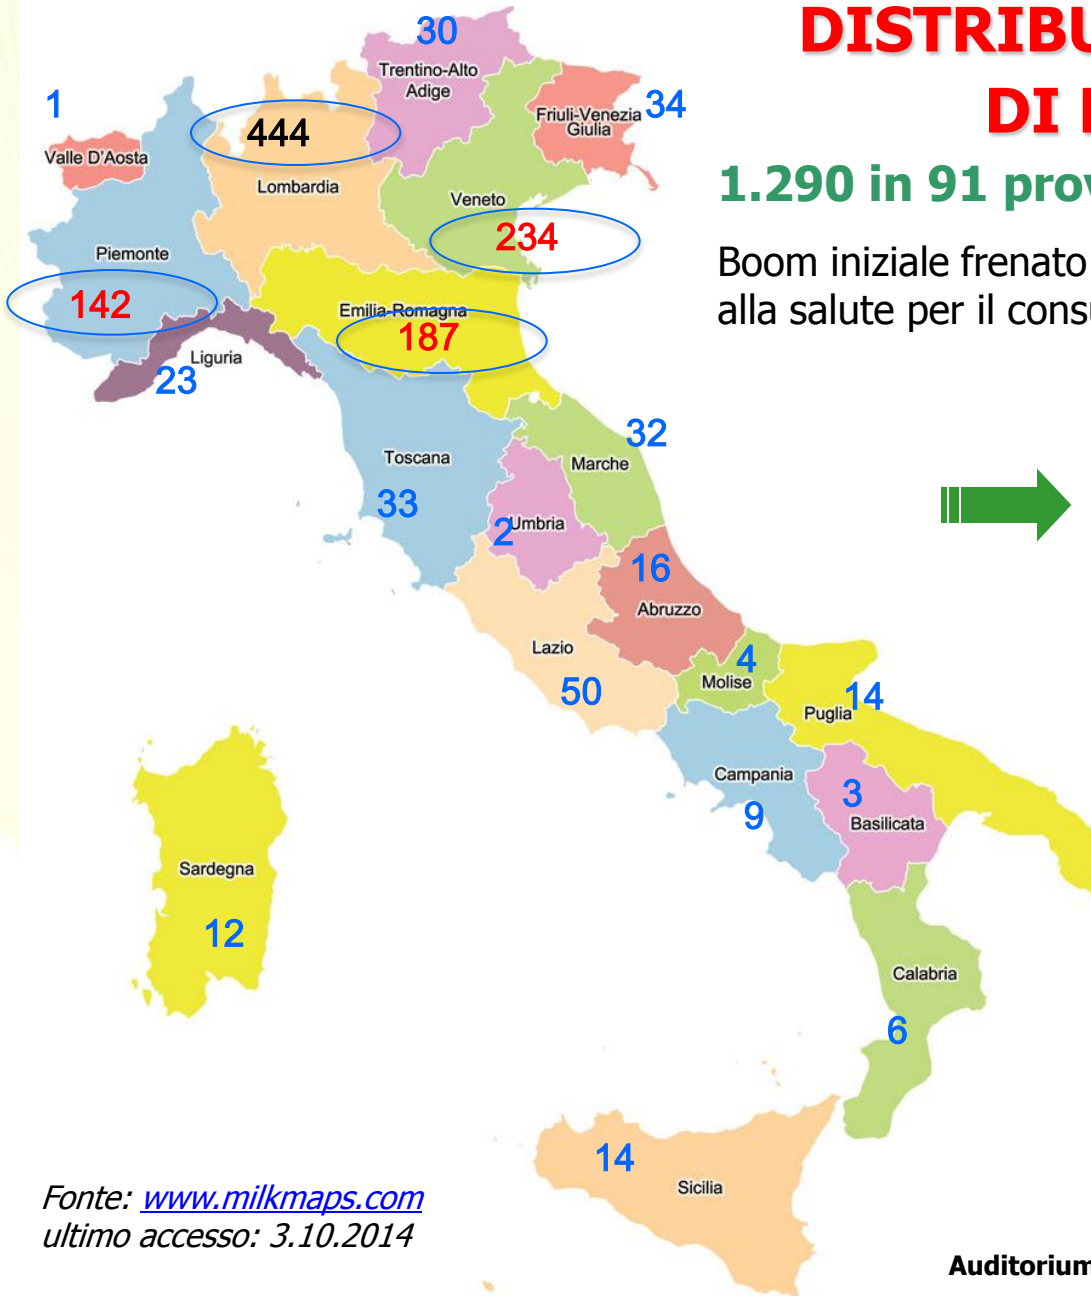 DISTRIBU
DI
1.290 in 91 prov
Boom iniziale frenato
alla salute per il consu
30
Trentino-Alto
Adige
1
34
Friuli-Venezia
Giulia
444
Valle D'Aosta
Lombardia
Veneto
234
Piemonte
142
Emilia-Romagna
187
Liguria
23
32
Toscana
Marche
33
2
Umbria
16
Abruzzo
Lazio
4
Molise
50
14
Puglia
Campania
3
9
Basilicata
Sardegna
12
Calabria
6
14
Sicilia
Fonte: www.milkmaps.com
ultimo accesso: 3.10.2014
Auditorium